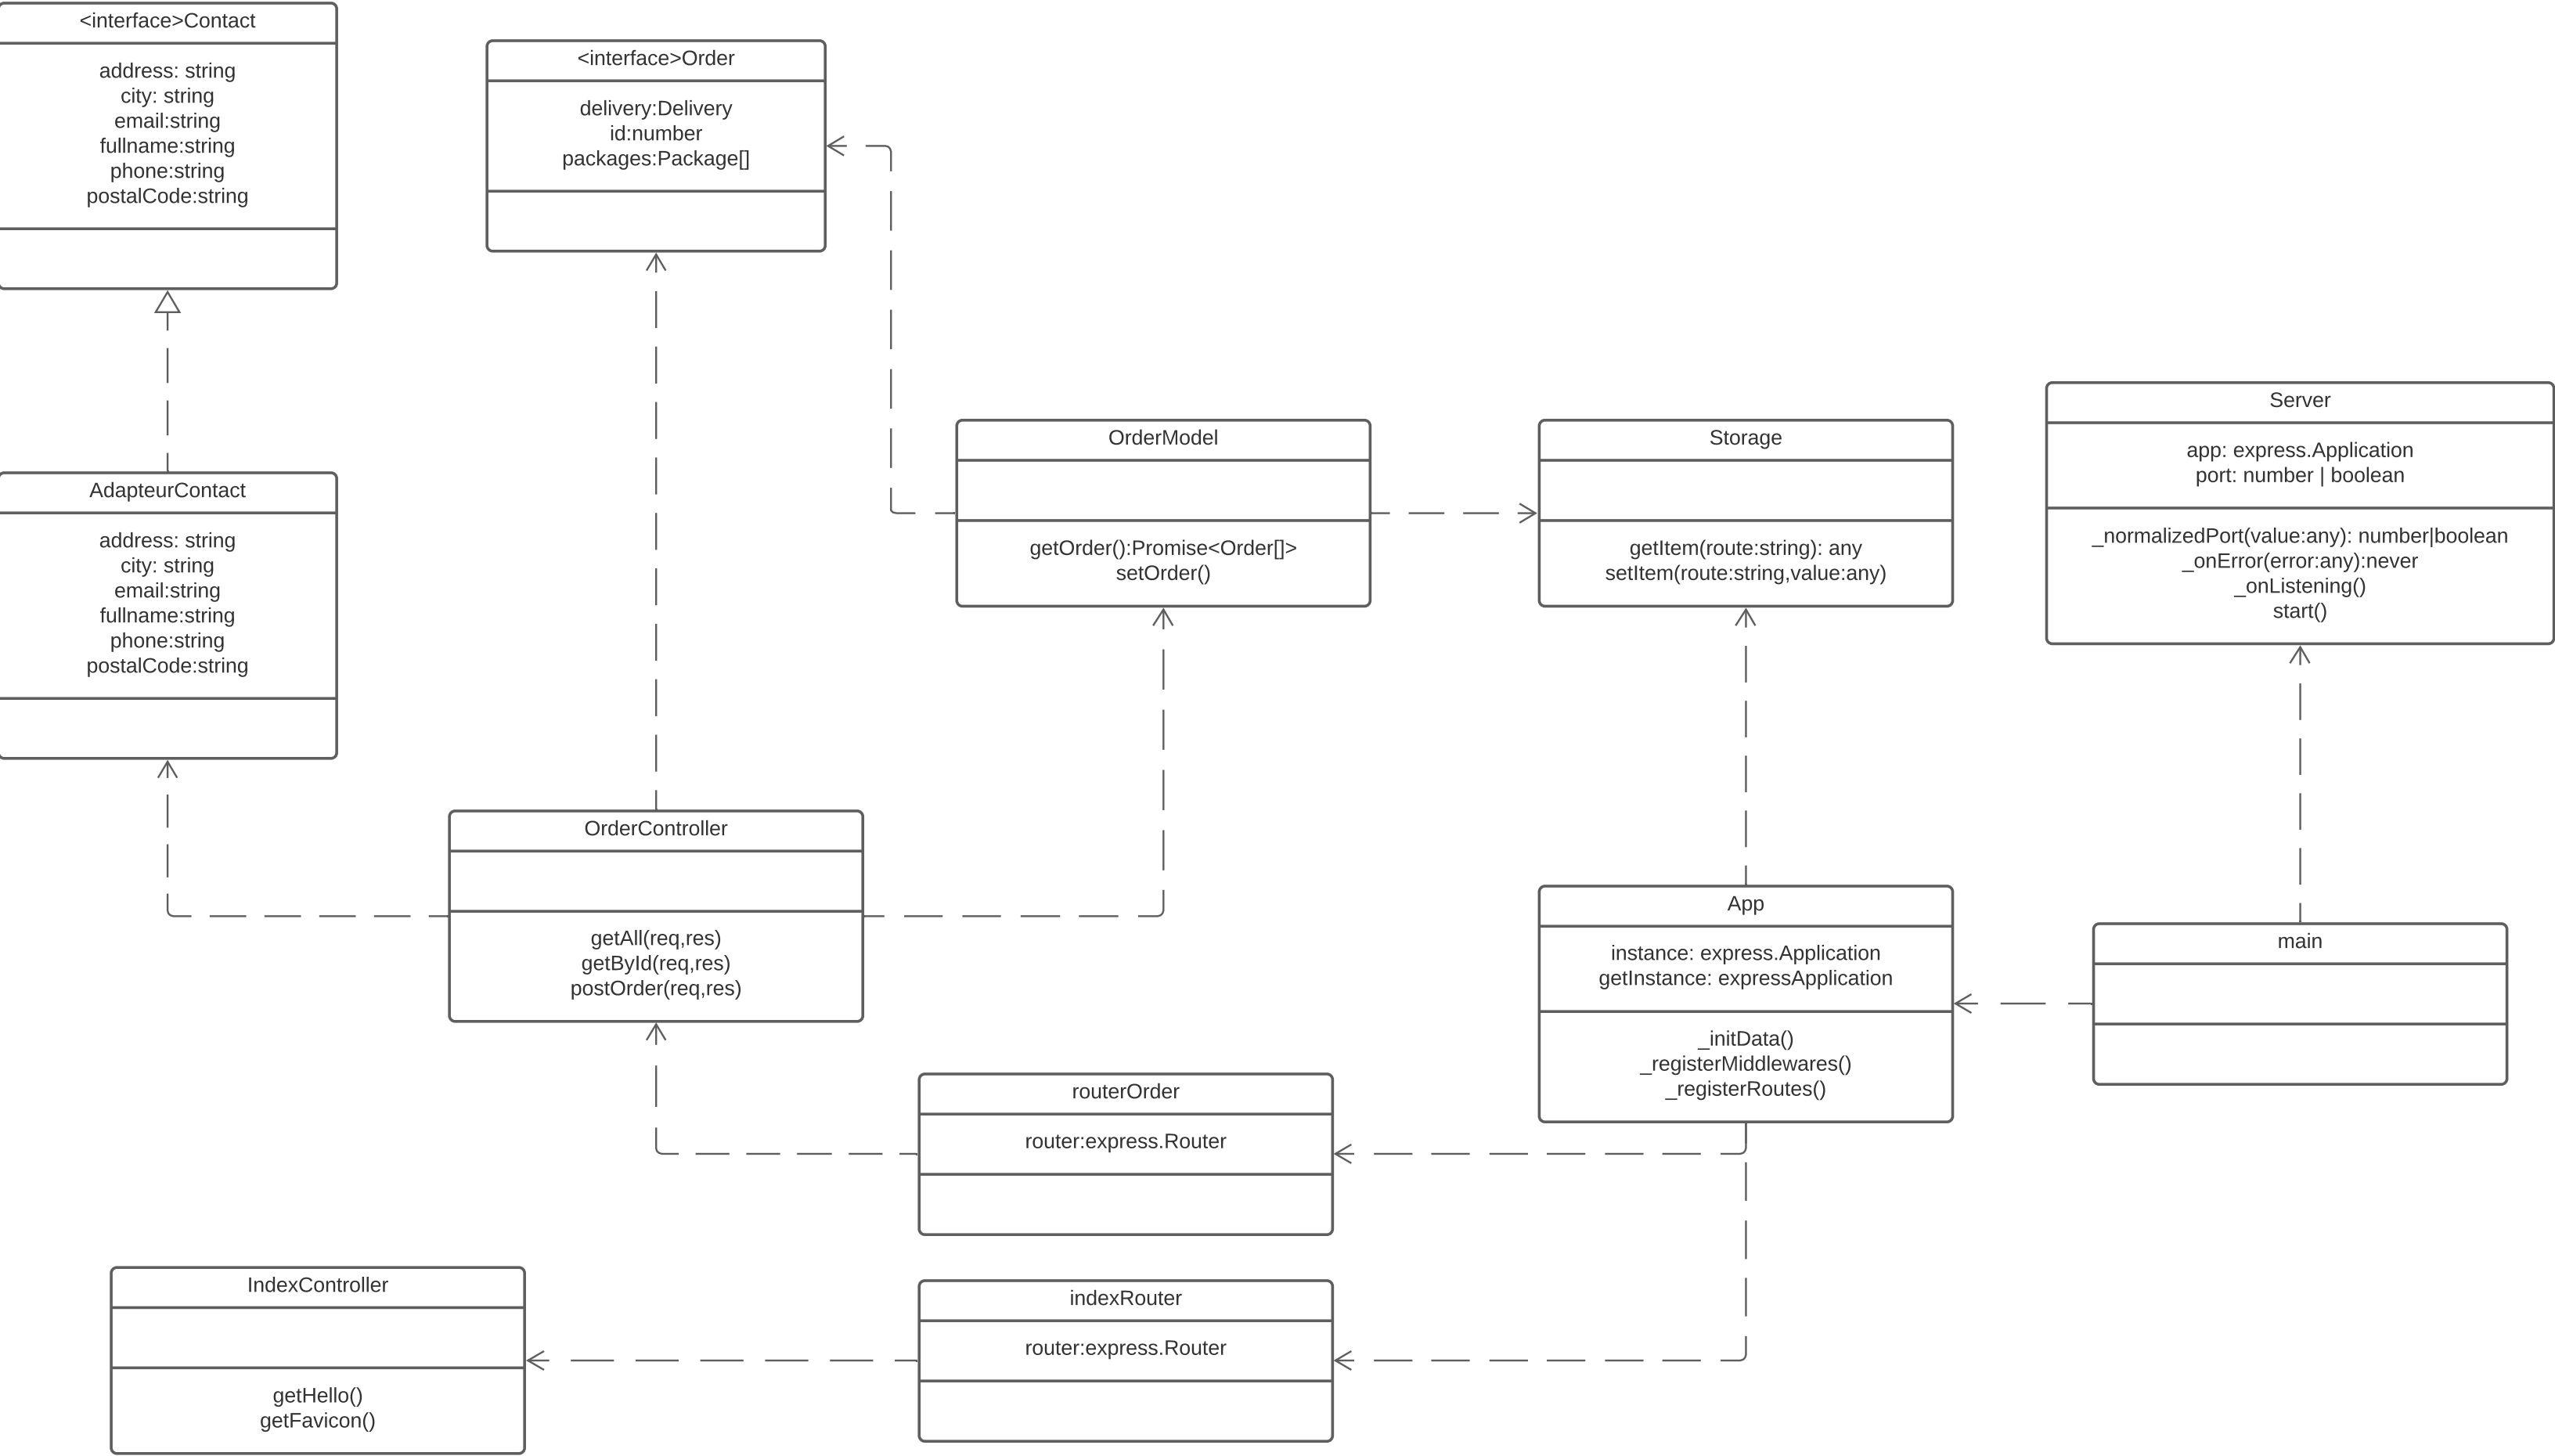 <interface>Contact
address: string
city: string
email:string
fullname:string
phone:string
postalCode:string
<interface>Order
delivery:Delivery
id:number
packages:Package[]
AdapteurContact
address: string
city: string
email:string
fullname:string
phone:string
postalCode:string
OrderModel
getOrder():Promise<Order[]>
setOrder()
Storage
getItem(route:string): any
setItem(route:string,value:any)
Server
app: express.Application
port: number | boolean
_normalizedPort(value:any): number|boolean
_onError(error:any):never
_onListening()
start()
OrderController
getAll(req,res)
getById(req,res)
postOrder(req,res)
App
instance: express.Application
getInstance: expressApplication
_initData()
_registerMiddlewares()
_registerRoutes()
main
routerOrder
router:express.Router
IndexController
getHello()
getFavicon()
indexRouter
router:express.Router